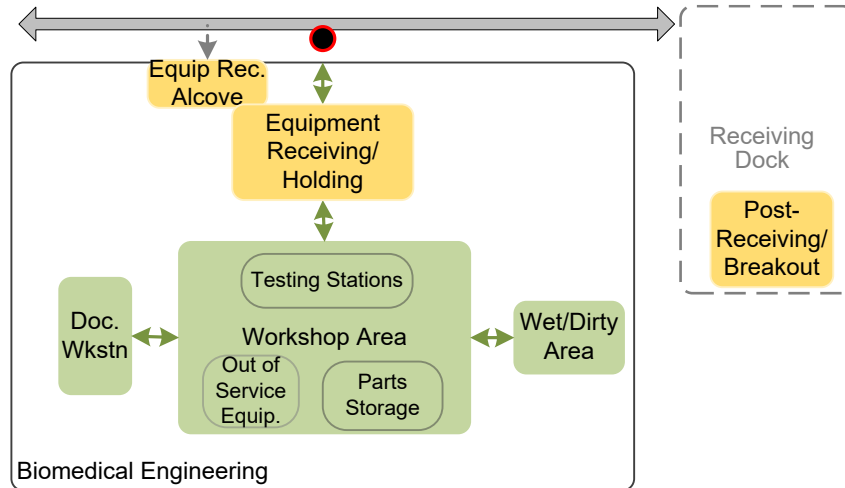 Equip Rec.
Alcove
Equipment
Receiving/
Holding
Receiving
Dock
Post-
Receiving/
Breakout
Testing Stations
Doc.
Wkstn
Workshop Area
Wet/Dirty
Area
Out of
Service
Equip.
Parts
Storage
Biomedical Engineering